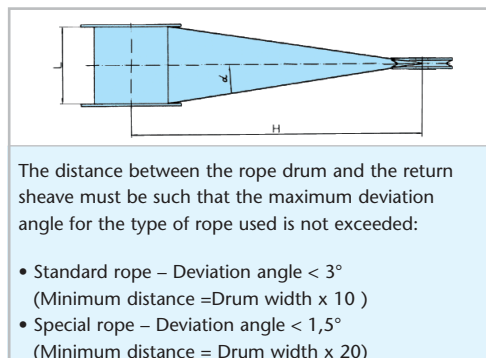 L
α
H
The distance between the rope drum and the return
sheave must be such that the maximum deviation
angle for the type of rope used is not exceeded:
• Standard rope – Deviation angle < 3°
(Minimum distance =Drum width x 10 )
• Special rope – Deviation angle < 1,5°
(Minimum distance = Drum width x 20)